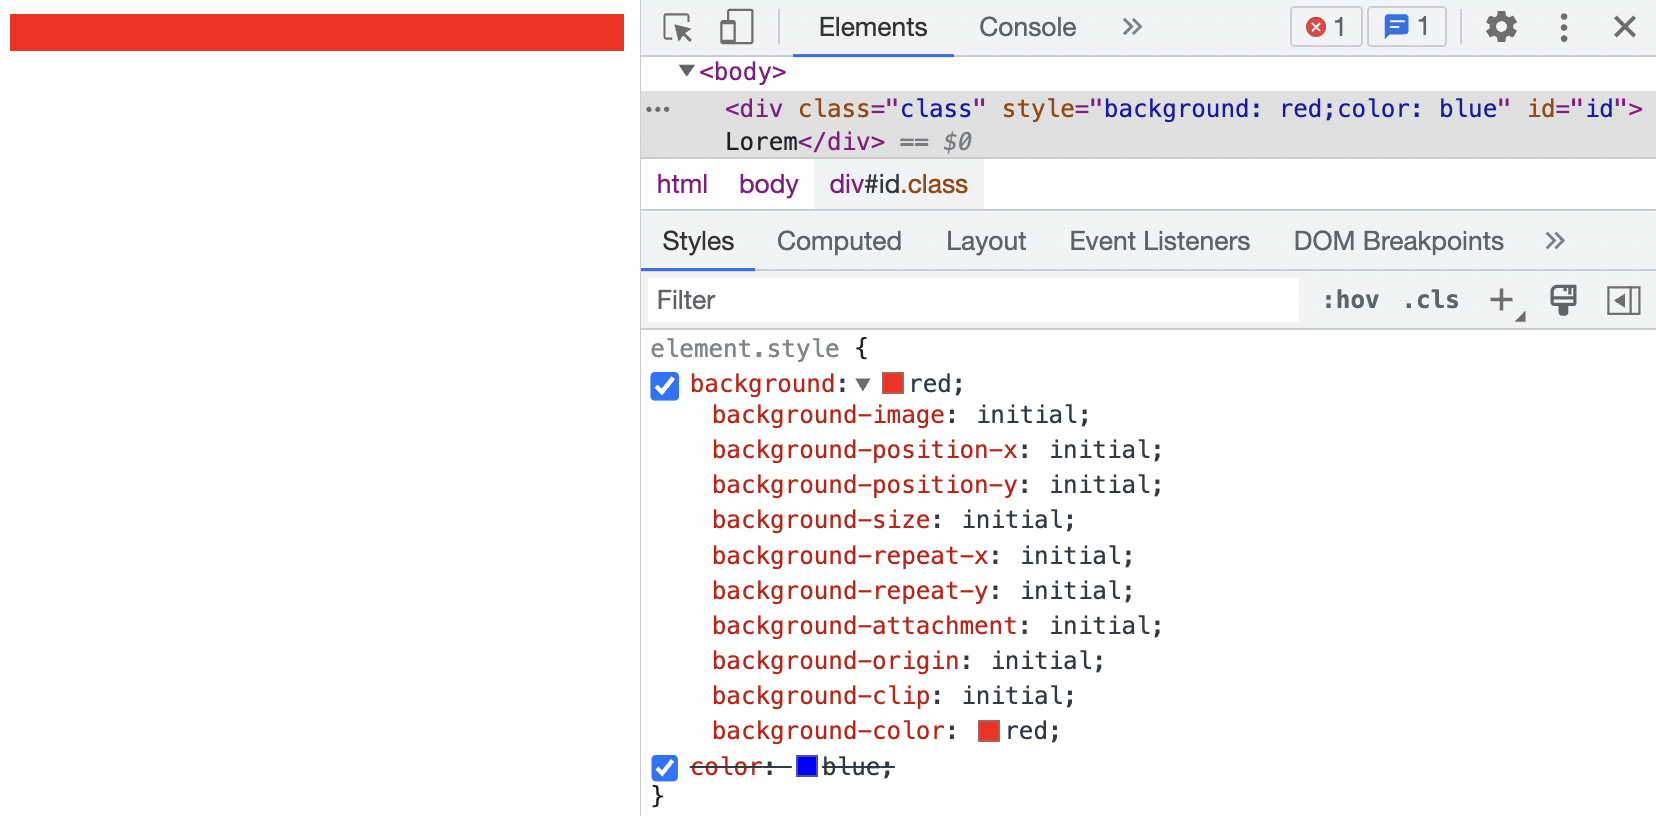 Elements Console » 1 1
<body>
<div class="class" style="background: red;color: blue" id="id">
Lorem</div> == $0
html body div#id.class
Styles Computed Layout Event Listeners DOM Breakpoints »
Filter :hov .cls +
element.style {
background: red;
background-image: initial;
background-position-x: initial;
background-position-y: initial;
background-size: initial;
background-repeat-x: initial;
background-repeat-y: initial;
background-attachment: initial;
background-origin: initial;
background-clip: initial;
background-color: red;
color: blue;
}